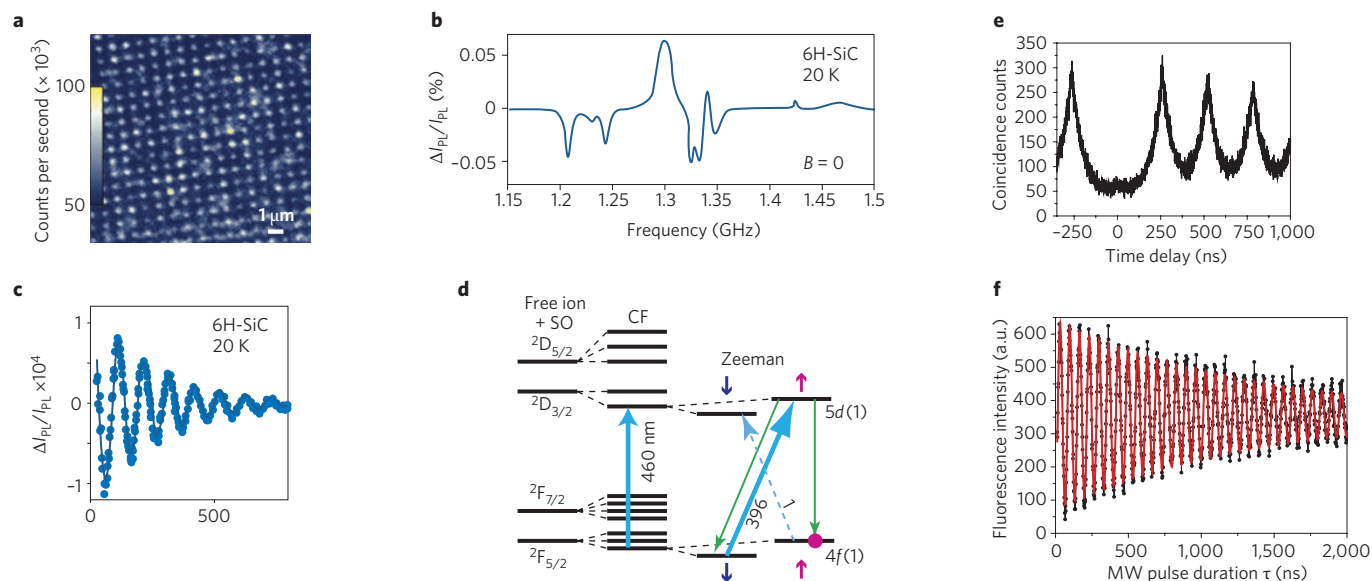 a
Counts per second (× 10³)
100
50
1 μm
b
ΔI_PL/I_PL (%)
0.05
0
−0.05
6H-SiC
20 K
B = 0
1.15
1.2
1.25
1.3
1.35
1.4
1.45
1.5
Frequency (GHz)
c
ΔI_PL/I_PL ×10⁴
1
0
−1
6H-SiC
20 K
0
500
d
Free ion
+ SO
CF
²D₅/₂
²D₃/₂
²F₇/₂
²F₅/₂
460 nm
Zeeman
5d(1)
396
1
4f(1)
e
Coincidence counts
350
300
250
200
150
100
50
0
−250
0
250
500
750
1,000
Time delay (ns)
f
Fluorescence intensity (a.u.)
600
500
400
300
200
100
0
0
500
1,000
1,500
2,000
MW pulse duration τ (ns)